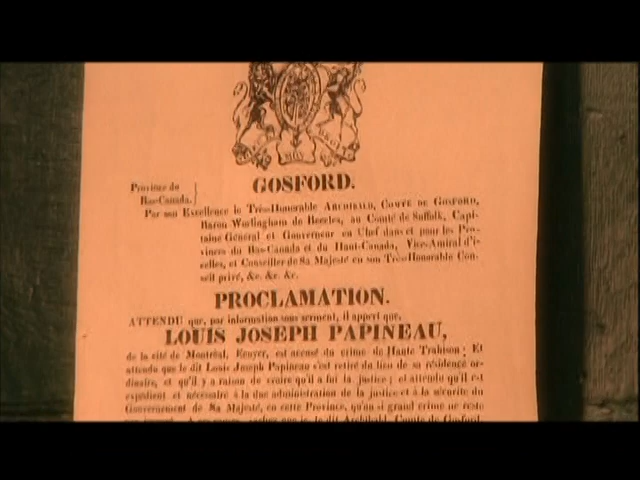 GOSFORD.
Province du
Bas-Canada.
Par son Excellence le Très-Honorable ARCHIBALD, COMTE DE GOSFORD,
Baron Worlingham de Beccles, au Comté de Suffolk, Capi-
taine Général et Gouverneur en Chef dans et pour les Pro-
vinces du Bas-Canada et du Haut-Canada, Vice-Amiral d'i-
celles, et Conseiller de Sa Majesté en son Très-Honorable Con-
seil privé, &c. &c. &c.
PROCLAMATION.
ATTENDU que, par information sous serment, il appert que,
LOUIS JOSEPH PAPINEAU,
de la cité de Montréal, Ecuyer, est accusé du crime de Haute Trahison; Et
attendu que le dit Louis Joseph Papineau s'est retiré du lieu de sa résidence or-
dinaire, et qu'il y a raison de croire qu'il a fui la justice; et attendu qu'il est
expédient et nécessaire à la due administration de la justice et à la sécurité du
Gouvernement de Sa Majesté, en cette Province, qu'un si grand crime ne reste
dit Archibald, Comte de Gosford